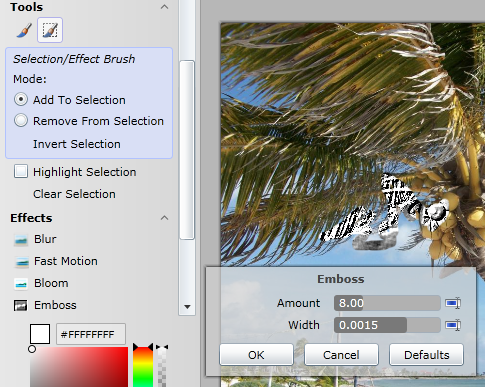 Tools
Selection/Effect Brush
Mode:
Add To Selection
Remove From Selection
Invert Selection
Highlight Selection
Clear Selection
Effects
Blur
Fast Motion
Bloom
Emboss
#FFFFFFFF
Emboss
Amount 8.00
Width 0.0015
OK Cancel Defaults